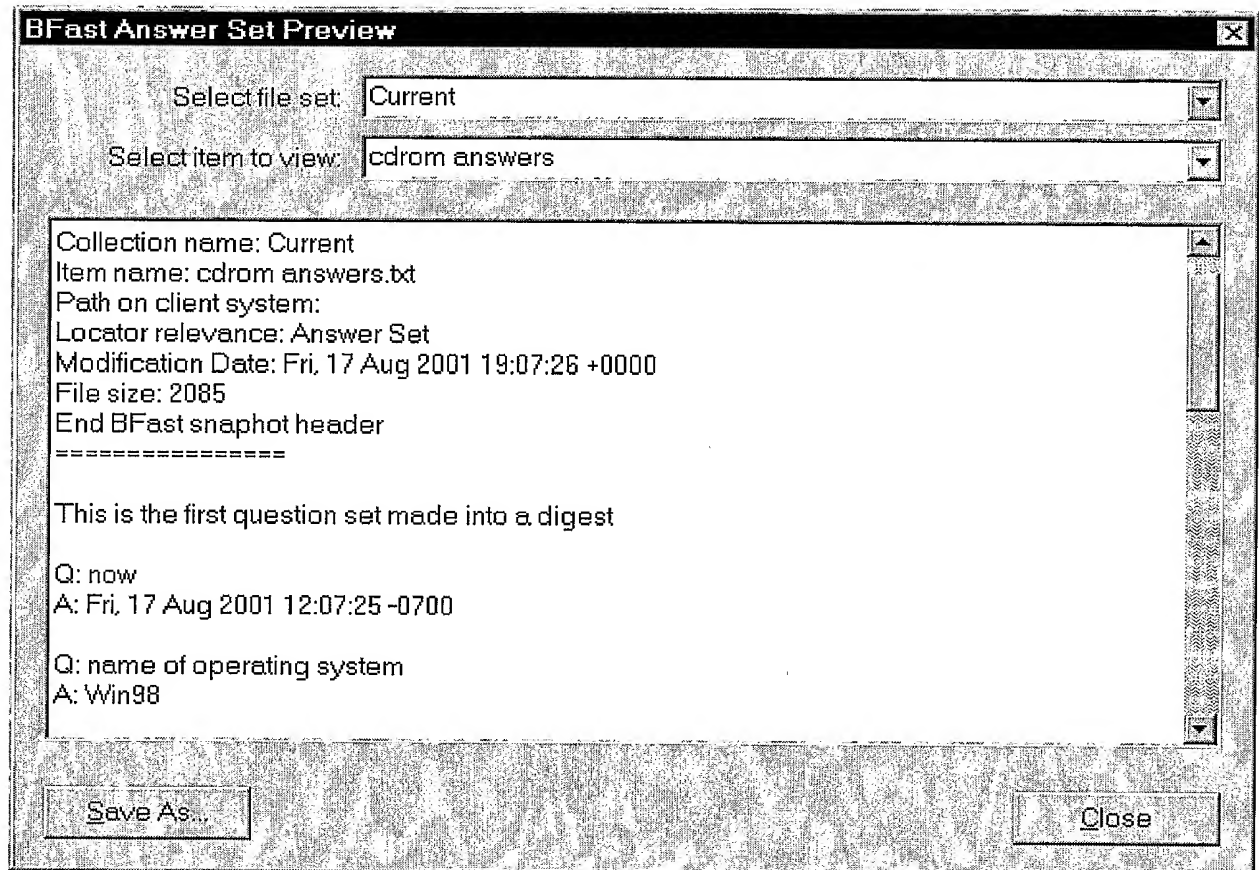 BFast Answer Set Preview
Select file set: Current
Select item to view: cdrom answers
Collection name: Current
Item name: cdrom answers.txt
Path on client system:
Locator relevance: Answer Set
Modification Date: Fri, 17 Aug 2001 19:07:26 +0000
File size: 2085
End BFast snaphot header
================
This is the first question set made into a digest
Q: now
A: Fri, 17 Aug 2001 12:07:25 -0700
Q: name of operating system
A: Win98
Save As... Close